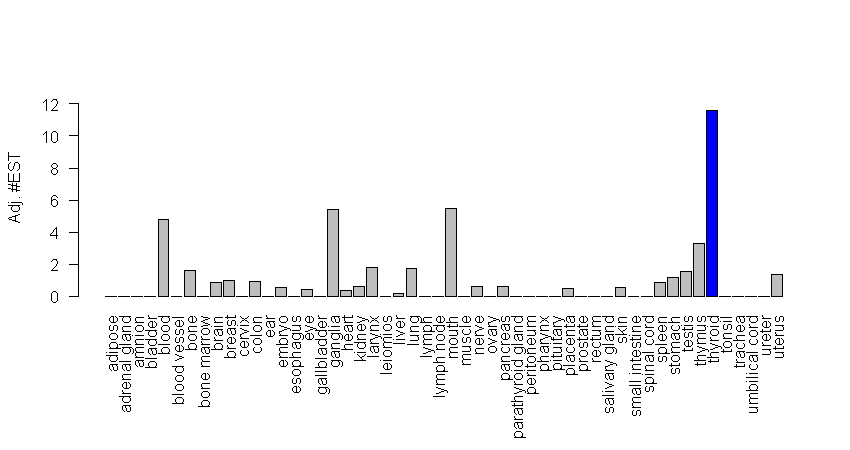 Adj. #EST
12
10
8
6
4
2
0
adipose
adrenal gland
amnion
bladder
blood
blood vessel
bone
bone marrow
brain
breast
cervix
colon
ear
embryo
esophagus
eye
gallbladder
ganglia
heart
kidney
larynx
leiomios
liver
lung
lymph
lymph node
mouth
muscle
nerve
ovary
pancreas
parathyroid gland
peritoneum
pharynx
pituitary
placenta
prostate
rectum
salivary gland
skin
small intestine
spinal cord
spleen
stomach
testis
thymus
thyroid
tonsil
trachea
umbilical cord
ureter
uterus